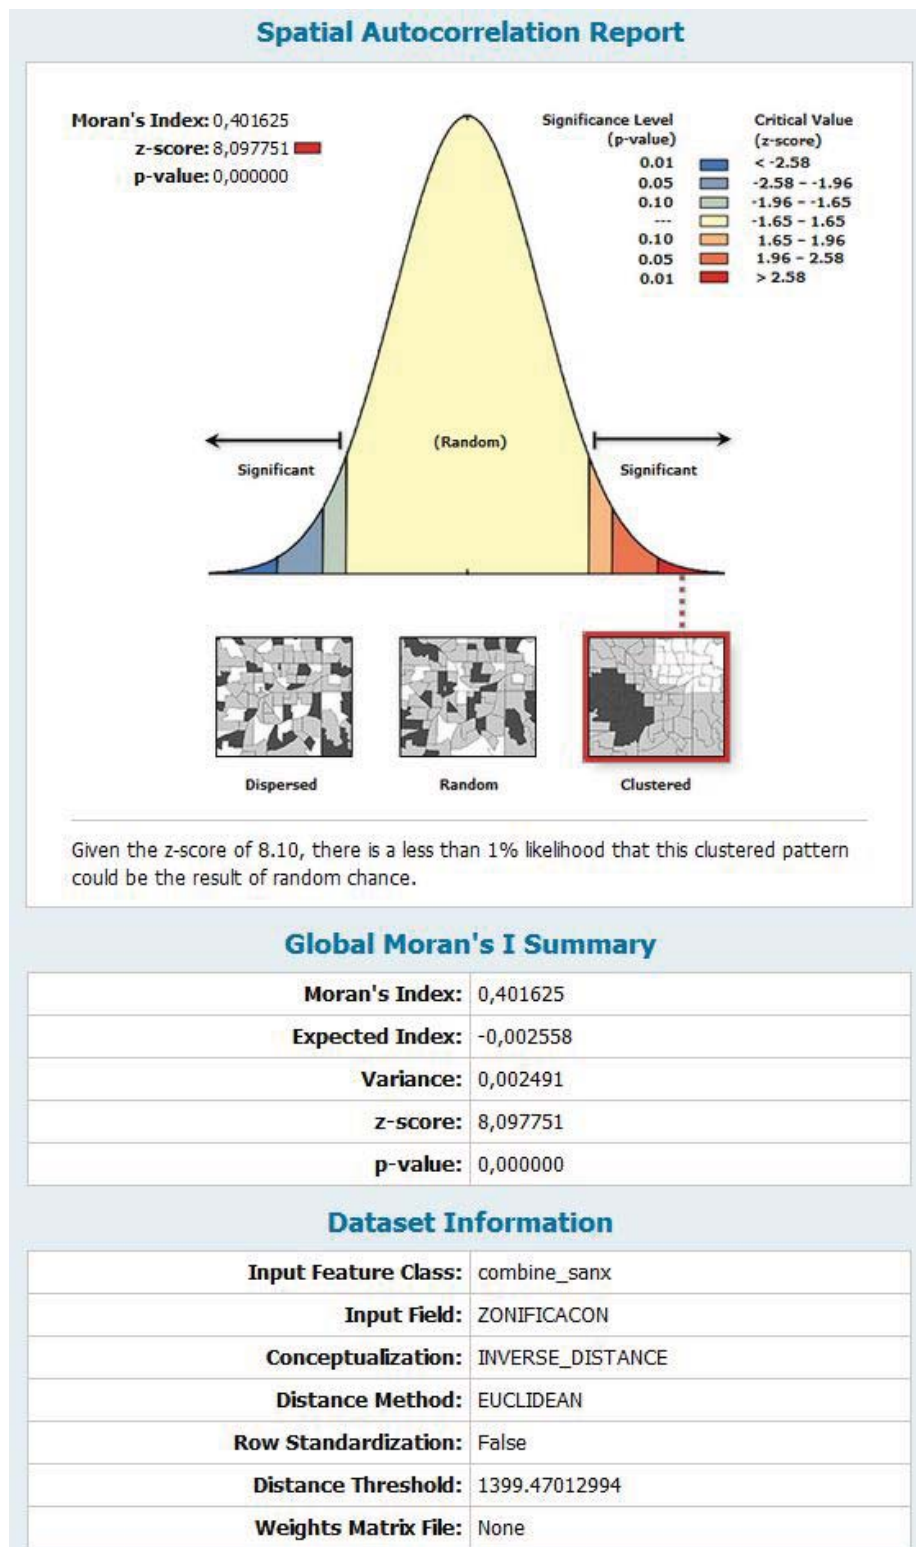 Spatial Autocorrelation Report
Moran's Index: 0,401625
z-score: 8,097751
p-value: 0,000000
Significance Level (p-value) Critical Value (z-score)
0.01 < -2.58
0.05 -2.58 – -1.96
0.10 -1.96 – -1.65
--- -1.65 – 1.65
0.10 1.65 – 1.96
0.05 1.96 – 2.58
0.01 > 2.58
(Random)
Significant Significant
Dispersed Random Clustered
Given the z-score of 8.10, there is a less than 1% likelihood that this clustered pattern
could be the result of random chance.
Global Moran's I Summary
Moran's Index: 0,401625
Expected Index: -0,002558
Variance: 0,002491
z-score: 8,097751
p-value: 0,000000
Dataset Information
Input Feature Class: combine_sanx
Input Field: ZONIFICACON
Conceptualization: INVERSE_DISTANCE
Distance Method: EUCLIDEAN
Row Standardization: False
Distance Threshold: 1399.47012994
Weights Matrix File: None